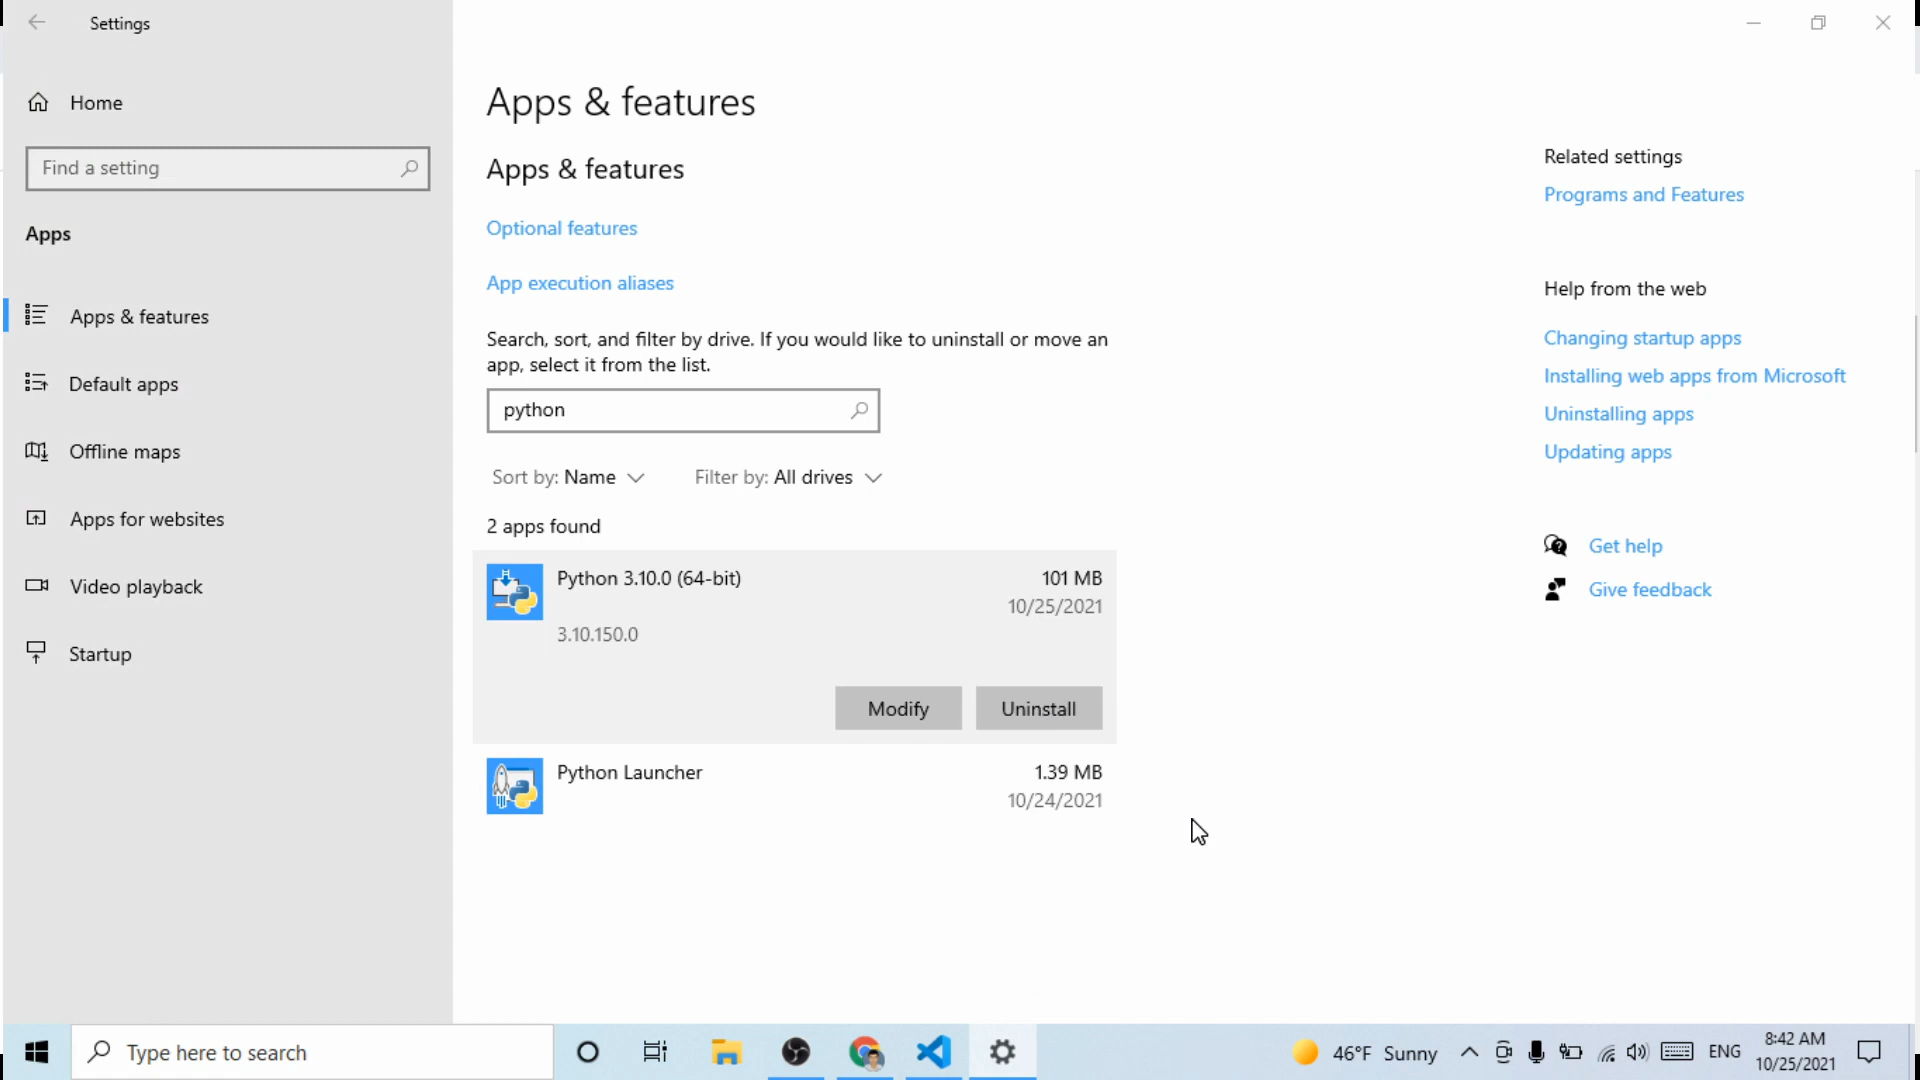 Settings
Home
Find a setting
Apps
Apps & features
Default apps
Offline maps
Apps for websites
Video playback
Startup
Apps & features
Apps & features
Optional features
App execution aliases
Search, sort, and filter by drive. If you would like to uninstall or move an
app, select it from the list.
python
Sort by: Name
Filter by: All drives
2 apps found
Python 3.10.0 (64-bit)
101 MB
10/25/2021
3.10.150.0
Modify
Uninstall
Python Launcher
1.39 MB
10/24/2021
Related settings
Programs and Features
Help from the web
Changing startup apps
Installing web apps from Microsoft
Uninstalling apps
Updating apps
Get help
Give feedback
Type here to search
46°F Sunny
ENG
8:42 AM
10/25/2021